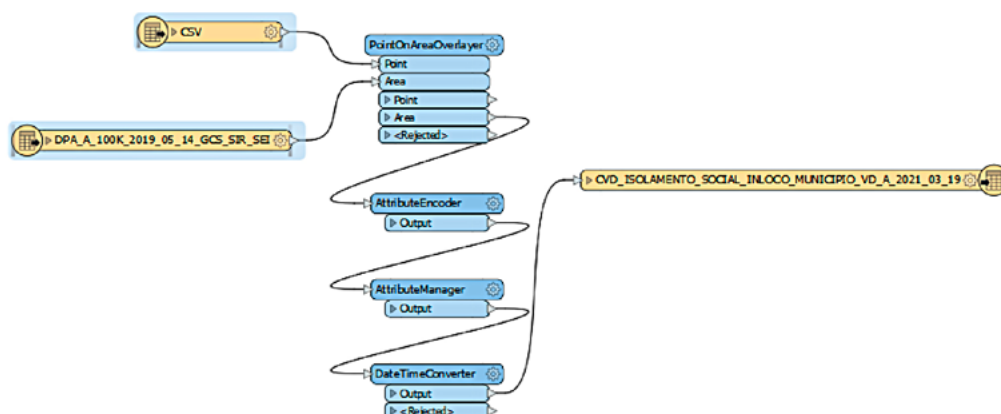 CSV
PointOnAreaOverlayer
Point
Area
Point
Area
<Rejected>
DPA_A_100K_2019_05_14_GCS_SIR_SEI
CVD_ISOLAMENTO_SOCIAL_INLOCO_MUNICIPIO_VD_A_2021_03_19
AttributeEncoder
Output
AttributeManager
Output
DateTimeConverter
Output
<Rejected>